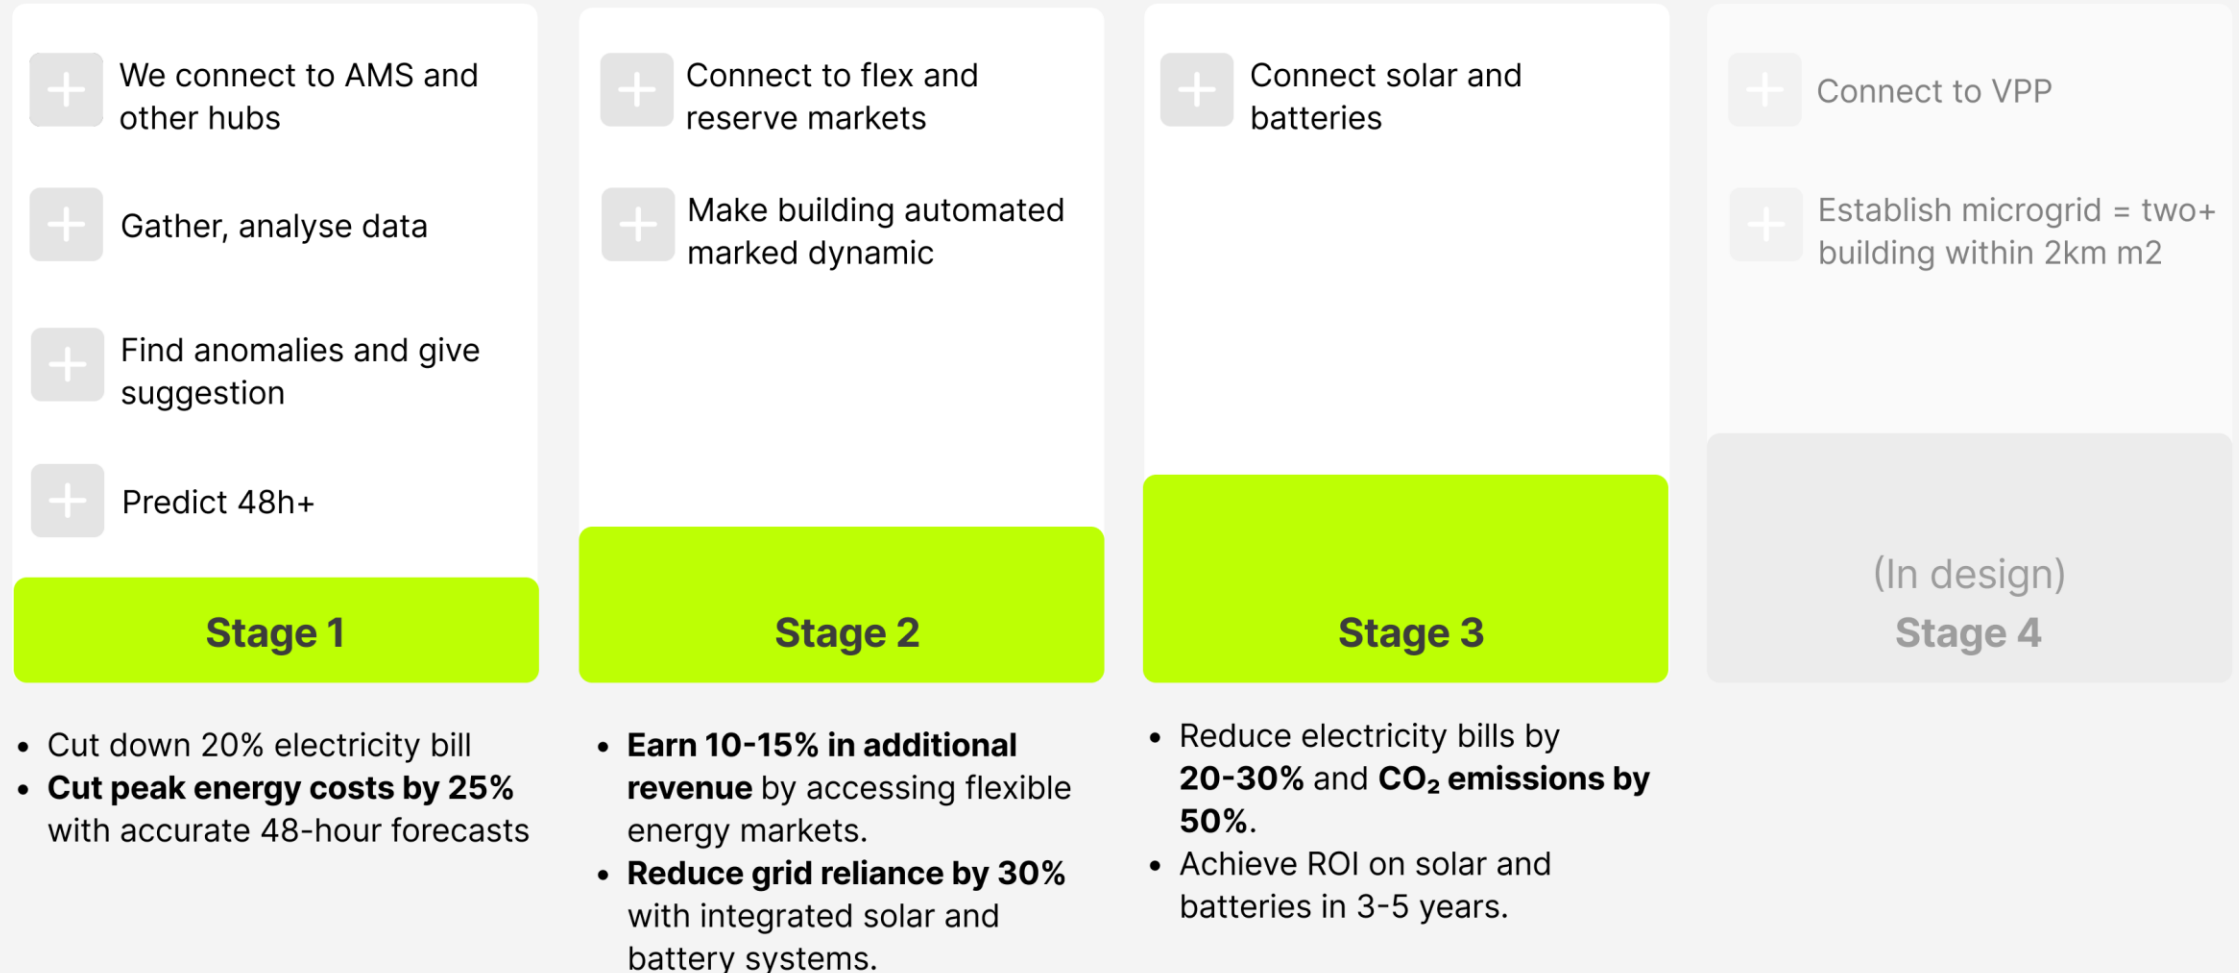 We connect to AMS and
other hubs
Gather, analyse data
Find anomalies and give
suggestion
Predict 48h+
Stage 1
• Cut down 20% electricity bill
• Cut peak energy costs by 25%
with accurate 48-hour forecasts
Connect to flex and
reserve markets
Make building automated
marked dynamic
Stage 2
• Earn 10-15% in additional
revenue by accessing flexible
energy markets.
• Reduce grid reliance by 30%
with integrated solar and
battery systems.
Connect solar and
batteries
Stage 3
• Reduce electricity bills by
20-30% and CO₂ emissions by
50%.
• Achieve ROI on solar and
batteries in 3-5 years.
Connect to VPP
Establish microgrid = two+
building within 2km m2
(In design)
Stage 4